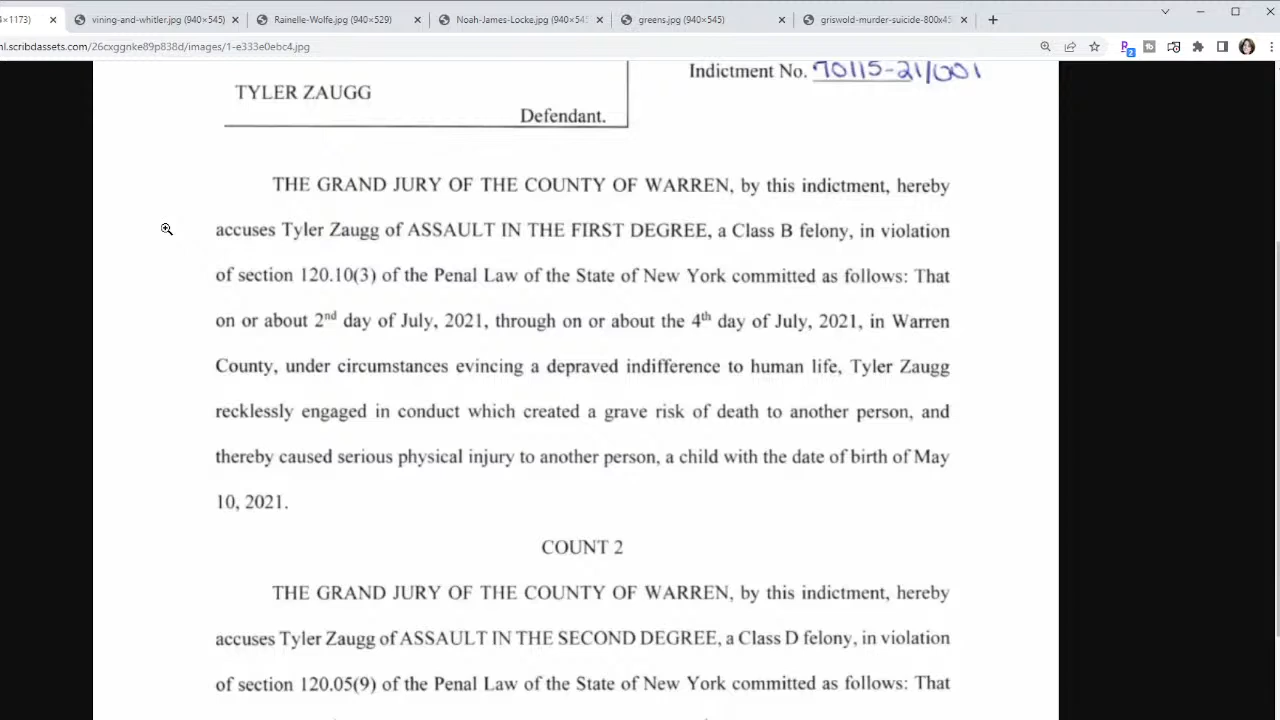 4×1173)
vining-and-whitler.jpg (940×545)
Rainelle-Wolfe.jpg (940×529)
Noah-James-Locke.jpg (940×54
greens.jpg (940×545)
griswold-murder-suicide-800x45
nl.scribdassets.com/26cxggnke89p838d/images/1-e333e0ebc4.jpg
Indictment No. 70115-21/001
TYLER ZAUGG
Defendant.
THE GRAND JURY OF THE COUNTY OF WARREN, by this indictment, hereby
accuses Tyler Zaugg of ASSAULT IN THE FIRST DEGREE, a Class B felony, in violation
of section 120.10(3) of the Penal Law of the State of New York committed as follows: That
on or about 2nd day of July, 2021, through on or about the 4th day of July, 2021, in Warren
County, under circumstances evincing a depraved indifference to human life, Tyler Zaugg
recklessly engaged in conduct which created a grave risk of death to another person, and
thereby caused serious physical injury to another person, a child with the date of birth of May
10, 2021.
COUNT 2
THE GRAND JURY OF THE COUNTY OF WARREN, by this indictment, hereby
accuses Tyler Zaugg of ASSAULT IN THE SECOND DEGREE, a Class D felony, in violation
of section 120.05(9) of the Penal Law of the State of New York committed as follows: That